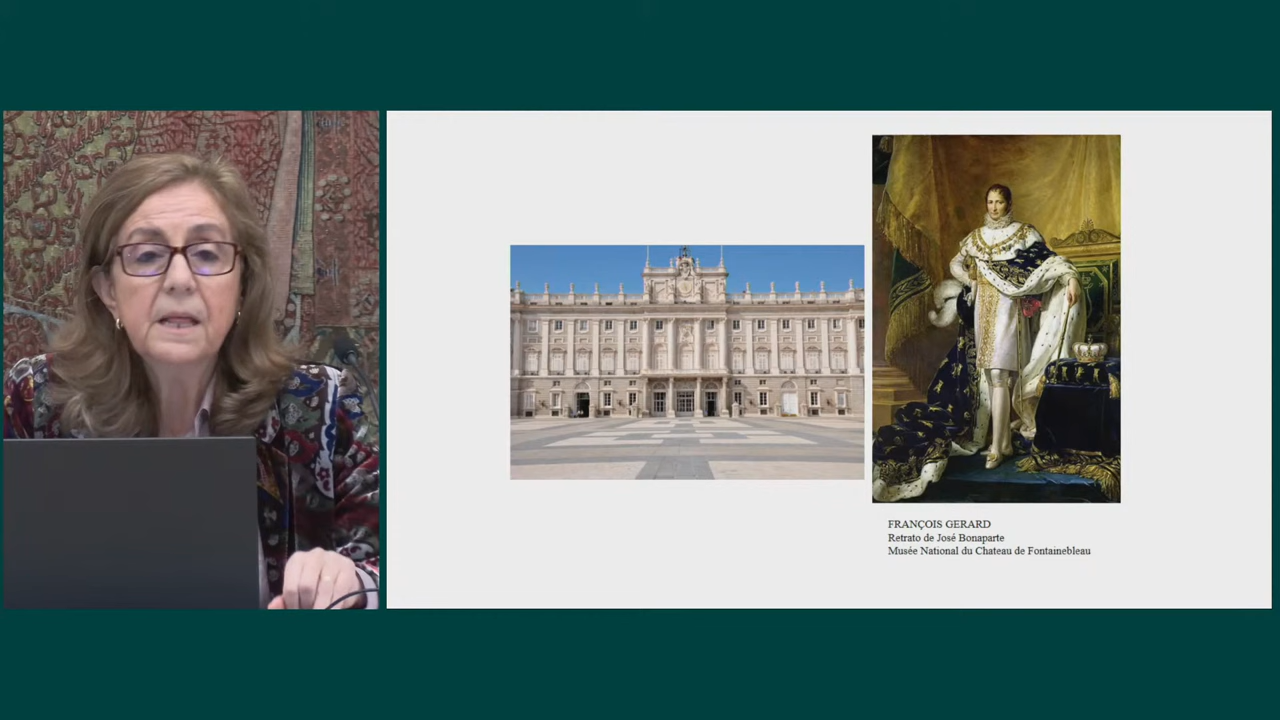 FRANÇOIS GERARD
Retrato de José Bonaparte
Musée National du Chateau de Fontainebleau